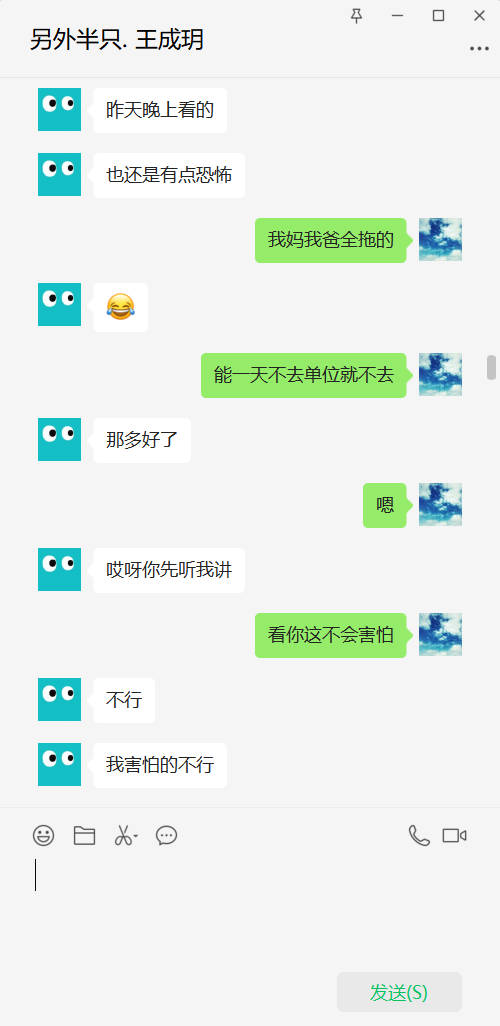 另外半只. 王成玥
昨天晚上看的
也还是有点恐怖
我妈我爸全拖的
😂
能一天不去单位就不去
那多好了
嗯
哎呀你先听我讲
看你这不会害怕
不行
我害怕的不行
发送(S)